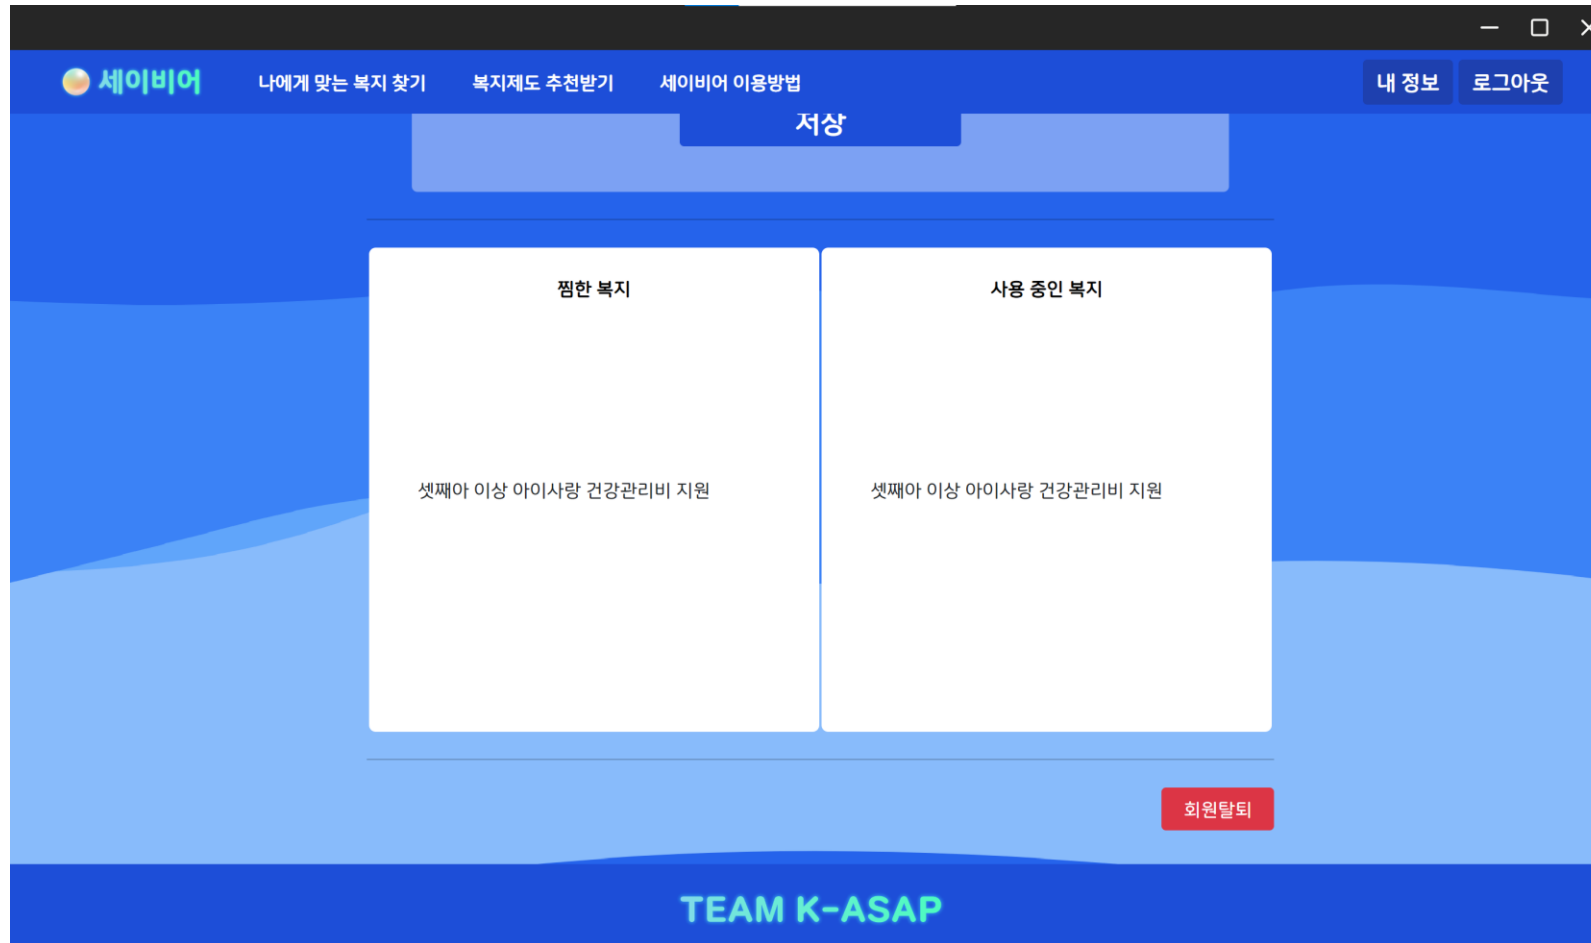 세이비어
나에게 맞는 복지 찾기
복지제도 추천받기
세이비어 이용방법
내 정보
로그아웃
저장
찜한 복지
사용 중인 복지
셋째아 이상 아이사랑 건강관리비 지원
셋째아 이상 아이사랑 건강관리비 지원
회원탈퇴
TEAM K-ASAP